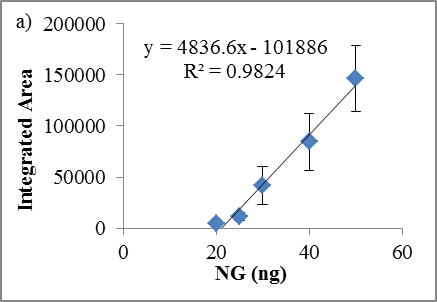 a)
y = 4836.6x - 101886
R² = 0.9824
Integrated Area
200000
150000
100000
50000
0
0 20 40 60
NG (ng)